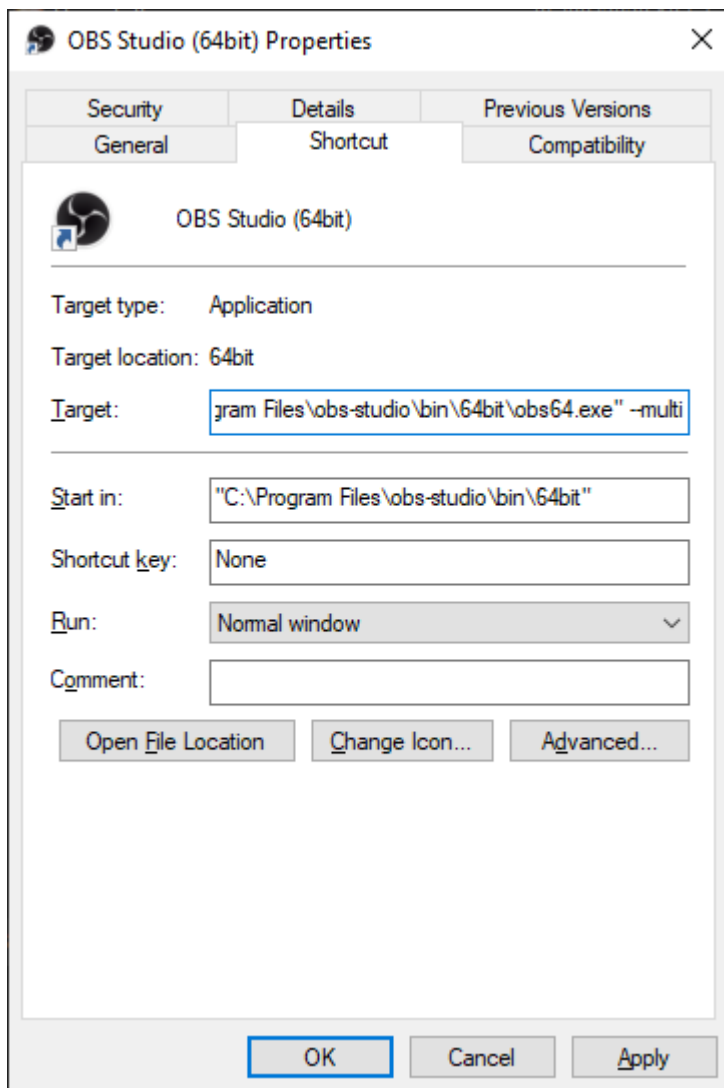 OBS Studio (64bit) Properties
Security Details Previous Versions
General Shortcut Compatibility
OBS Studio (64bit)
Target type: Application
Target location: 64bit
Target: gram Files\obs-studio\bin\64bit\obs64.exe" --multi
Start in: "C:\Program Files\obs-studio\bin\64bit"
Shortcut key: None
Run: Normal window
Comment:
Open File Location Change Icon... Advanced...
OK Cancel Apply